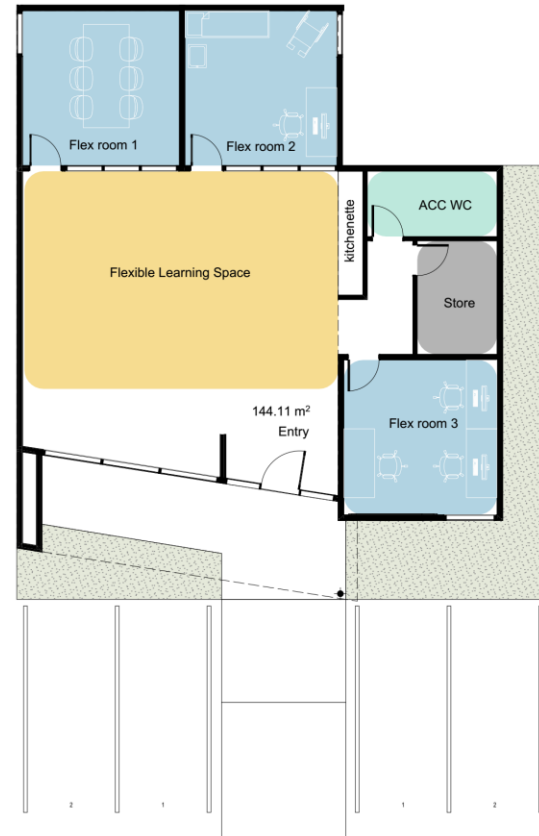 Flex room 1
Flex room 2
ACC WC
kitchenette
Flexible Learning Space
Store
144.11 m²
Entry
Flex room 3
2
1
1
2